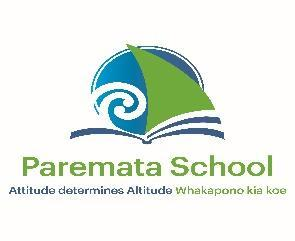 Paremata School
Attitude determines Altitude Whakapono kia koe